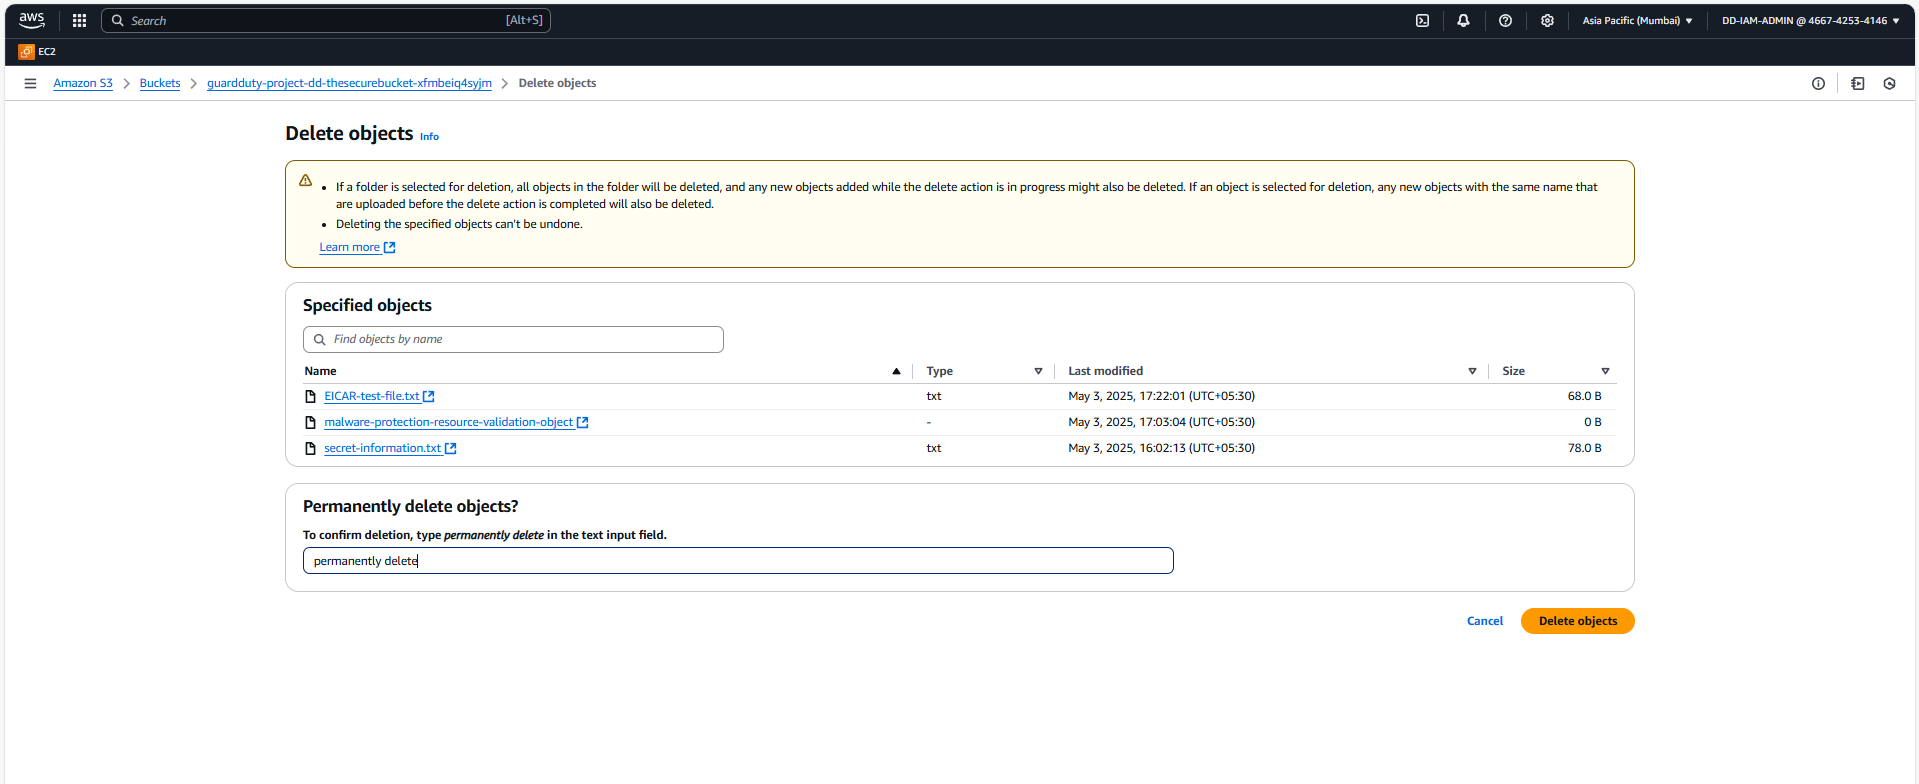 aws Search [Alt+S] Asia Pacific (Mumbai) DD-IAM-ADMIN @ 4667-4253-4146
EC2
Amazon S3 Buckets guardduty-project-dd-thesecurebucket-xfmbeiq4syjm Delete objects
Delete objects Info
• If a folder is selected for deletion, all objects in the folder will be deleted, and any new objects added while the delete action is in progress might also be deleted. If an object is selected for deletion, any new objects with the same name that
are uploaded before the delete action is completed will also be deleted.
• Deleting the specified objects can't be undone.
Learn more
Specified objects
Find objects by name
Name Type Last modified Size
EICAR-test-file.txt txt May 3, 2025, 17:22:01 (UTC+05:30) 68.0 B
malware-protection-resource-validation-object - May 3, 2025, 17:03:04 (UTC+05:30) 0 B
secret-information.txt txt May 3, 2025, 16:02:13 (UTC+05:30) 78.0 B
Permanently delete objects?
To confirm deletion, type permanently delete in the text input field.
permanently delete
Cancel Delete objects